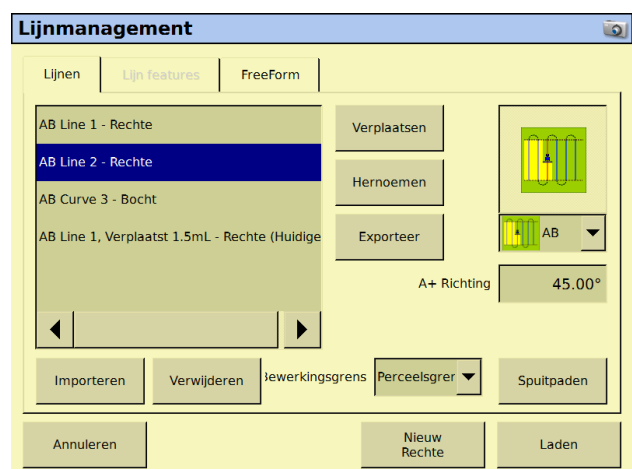 Lijnmanagement
Lijnen
Lijn features
FreeForm
AB Line 1 - Rechte
AB Line 2 - Rechte
AB Curve 3 - Bocht
AB Line 1, Verplaatst 1.5mL - Rechte (Huidige
Verplaatsen
Hernoemen
Exporteer
AB
A+ Richting
45.00°
Importeren
Verwijderen
Bewerkingsgrens
Perceelsgrer
Spuitpaden
Annuleren
Nieuw
Rechte
Laden